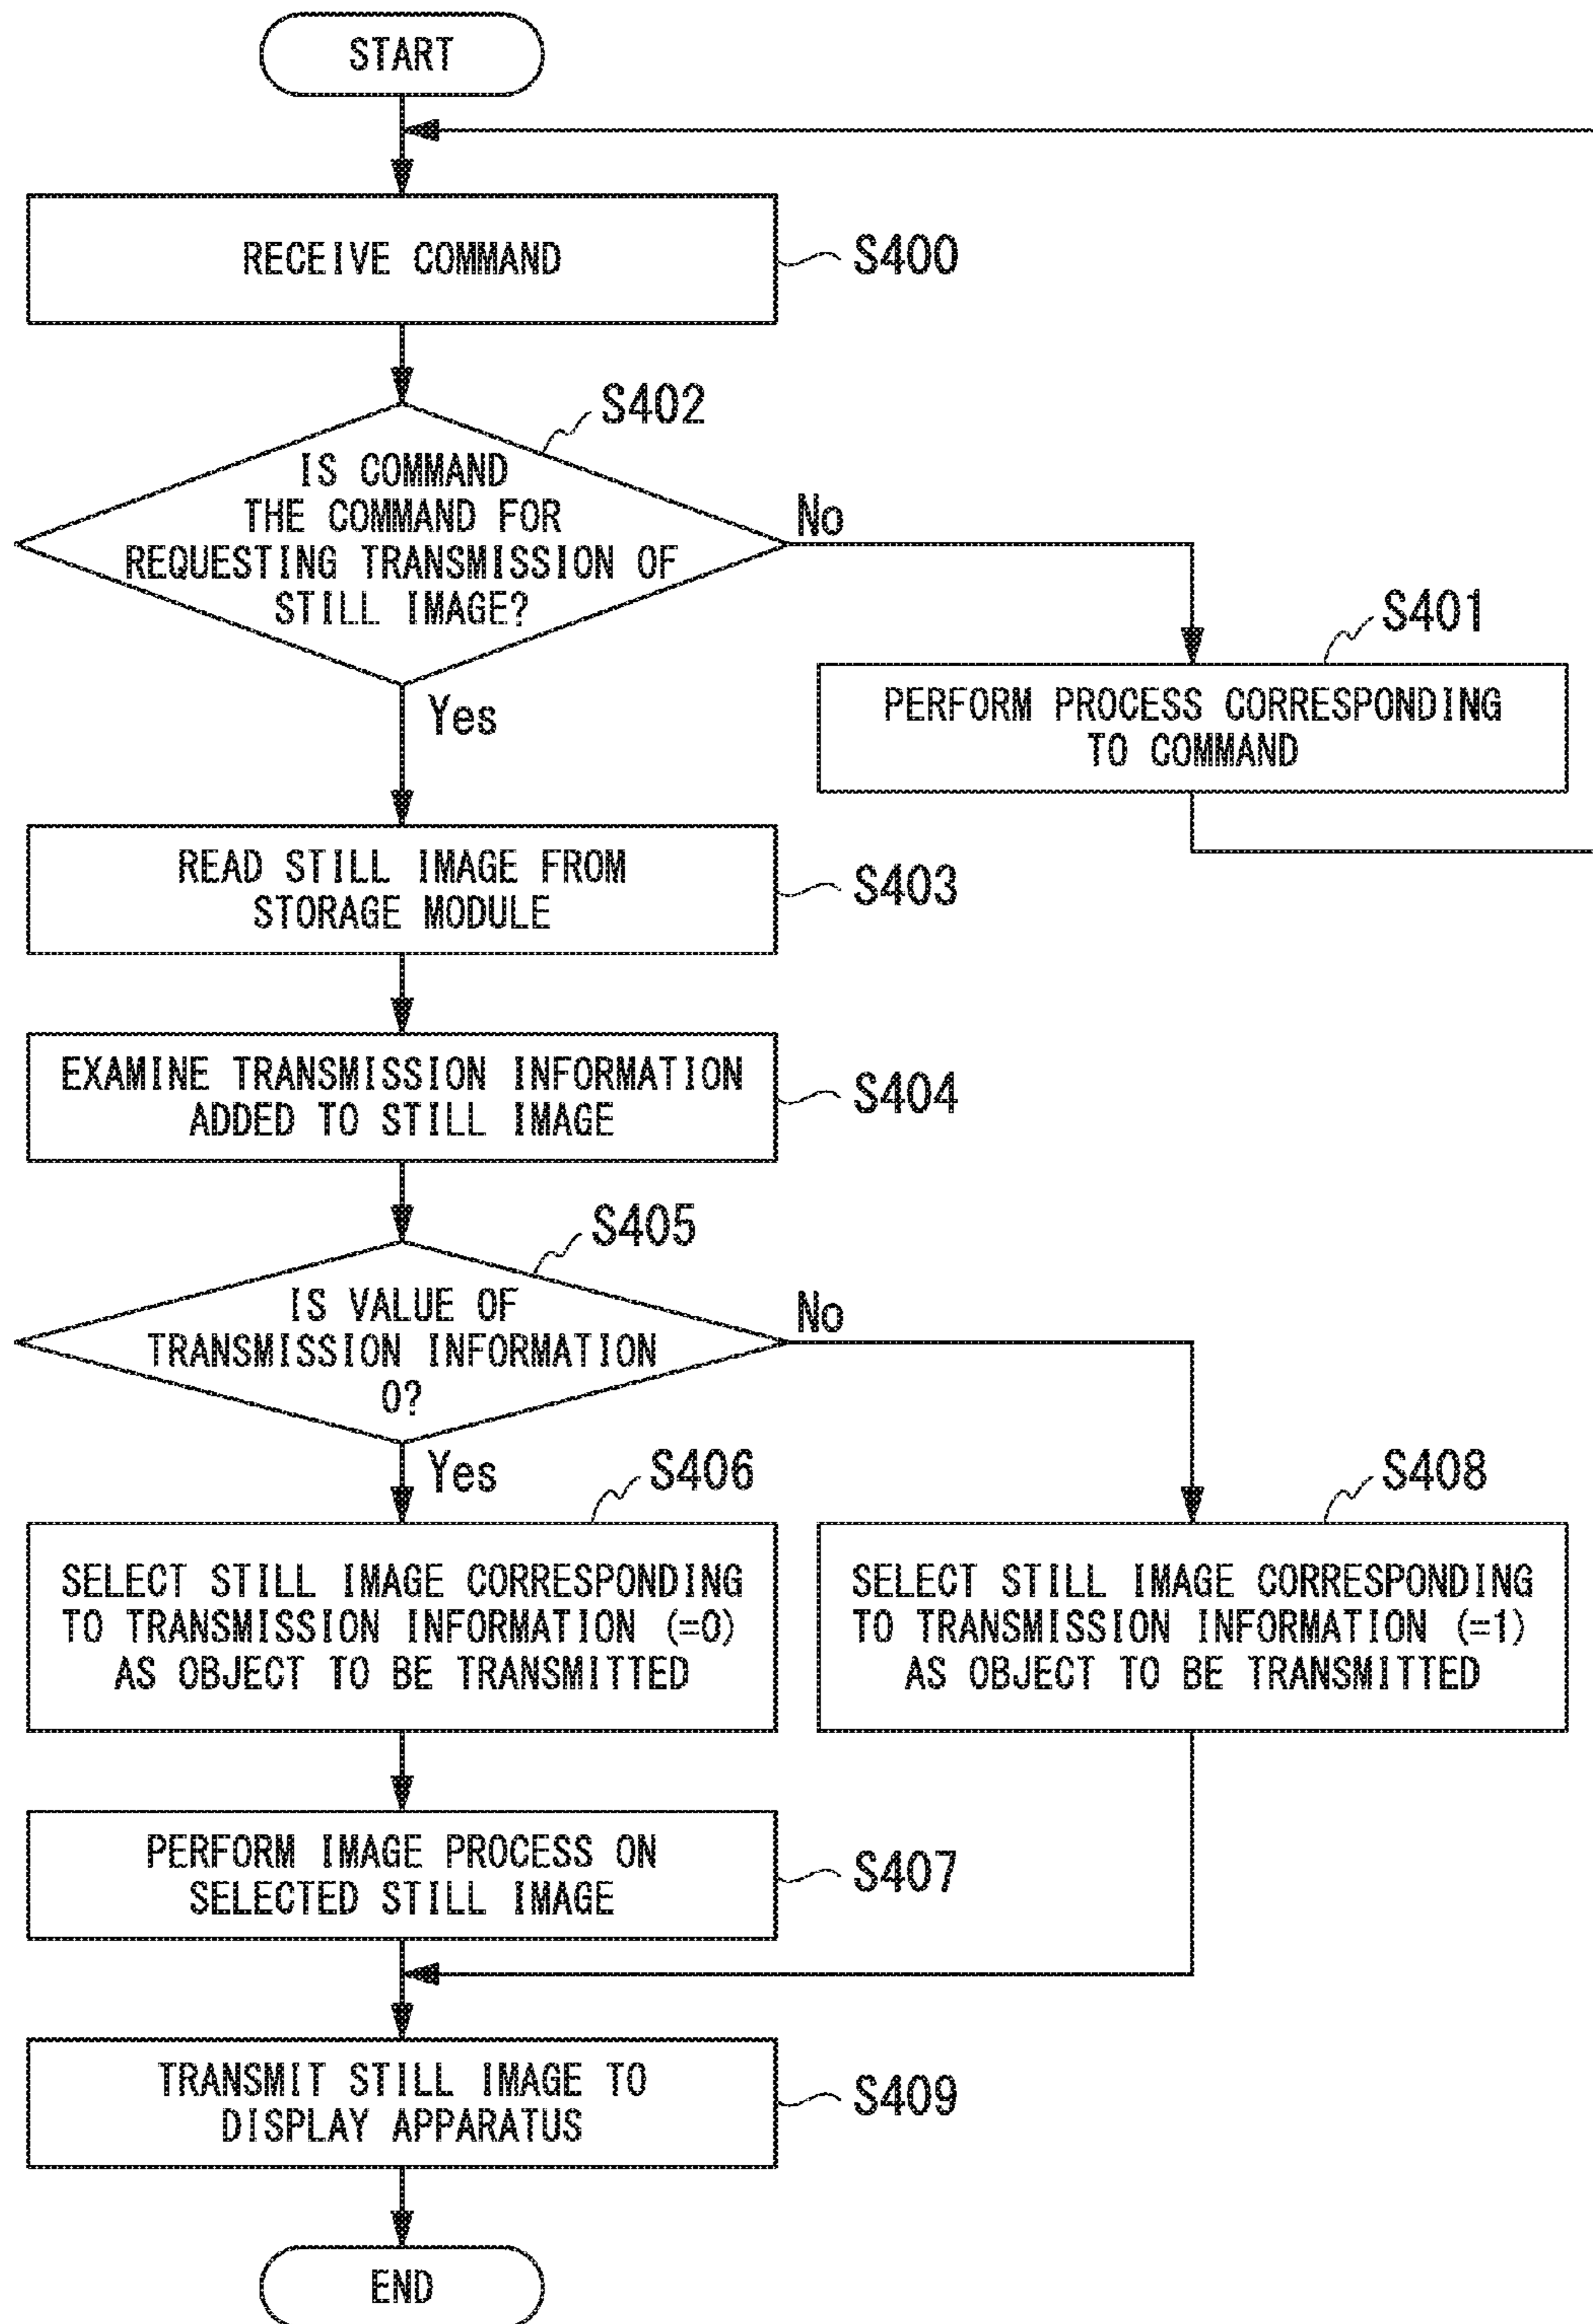 START
RECEIVE COMMAND
S400
S402
IS COMMAND
THE COMMAND FOR
REQUESTING TRANSMISSION OF
STILL IMAGE?
No
Yes
S401
PERFORM PROCESS CORRESPONDING
TO COMMAND
READ STILL IMAGE FROM
STORAGE MODULE
S403
EXAMINE TRANSMISSION INFORMATION
ADDED TO STILL IMAGE
S404
S405
IS VALUE OF
TRANSMISSION INFORMATION
0?
No
Yes
S406
SELECT STILL IMAGE CORRESPONDING
TO TRANSMISSION INFORMATION (=0)
AS OBJECT TO BE TRANSMITTED
S408
SELECT STILL IMAGE CORRESPONDING
TO TRANSMISSION INFORMATION (=1)
AS OBJECT TO BE TRANSMITTED
PERFORM IMAGE PROCESS ON
SELECTED STILL IMAGE
S407
TRANSMIT STILL IMAGE TO
DISPLAY APPARATUS
S409
END